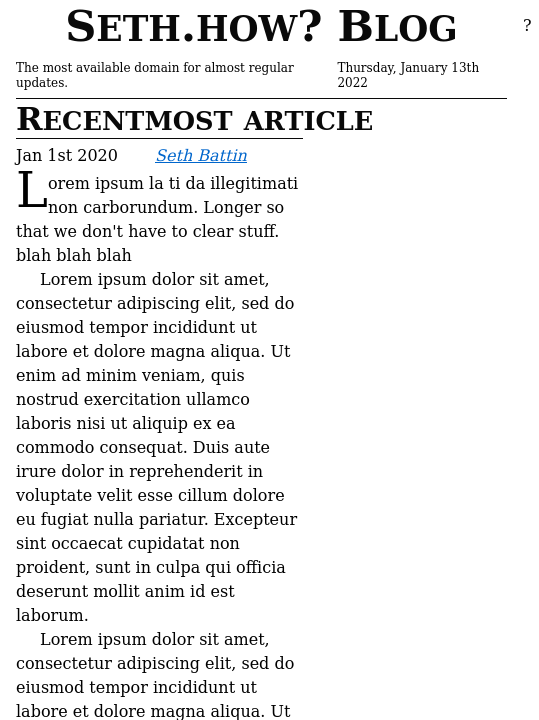 Seth.how? Blog
?
The most available domain for almost regular
updates.
Thursday, January 13th
2022
Recentmost article
Jan 1st 2020 Seth Battin
Lorem ipsum la ti da illegitimati
non carborundum. Longer so
that we don't have to clear stuff.
blah blah blah
Lorem ipsum dolor sit amet,
consectetur adipiscing elit, sed do
eiusmod tempor incididunt ut
labore et dolore magna aliqua. Ut
enim ad minim veniam, quis
nostrud exercitation ullamco
laboris nisi ut aliquip ex ea
commodo consequat. Duis aute
irure dolor in reprehenderit in
voluptate velit esse cillum dolore
eu fugiat nulla pariatur. Excepteur
sint occaecat cupidatat non
proident, sunt in culpa qui officia
deserunt mollit anim id est
laborum.
Lorem ipsum dolor sit amet,
consectetur adipiscing elit, sed do
eiusmod tempor incididunt ut
labore et dolore magna aliqua. Ut